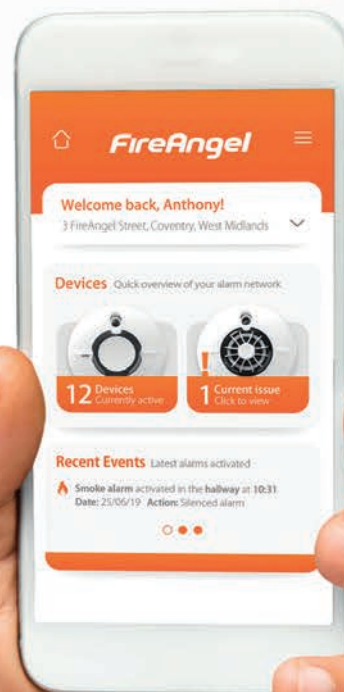 FireAngel
Welcome back, Anthony!
3 FireAngel Street, Coventry, West Midlands
Devices Quick overview of your alarm network
12 Devices
Currently active
! 1 Current issue
Click to view
Recent Events Latest alarms activated
Smoke alarm activated in the hallway at 10:31
Date: 25/06/19 Action: Silenced alarm